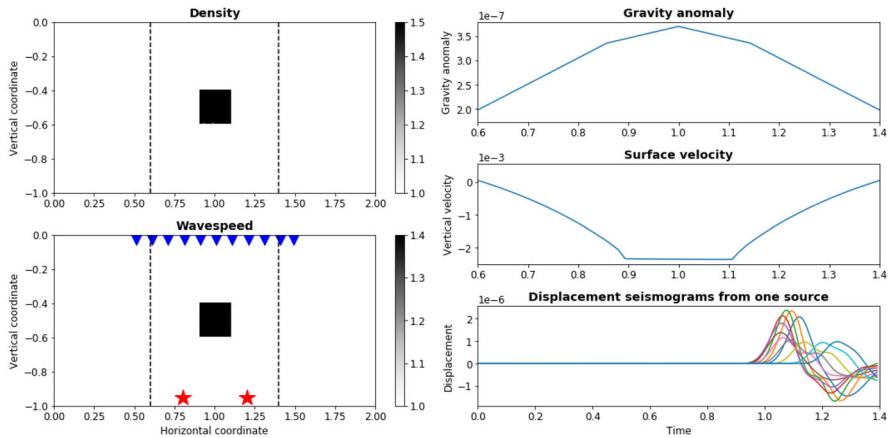 Density
Vertical coordinate
0.0
−0.2
−0.4
−0.6
−0.8
−1.0
0.00 0.25 0.50 0.75 1.00 1.25 1.50 1.75 2.00
1.5
1.4
1.3
1.2
1.1
1.0
Wavespeed
Vertical coordinate
0.0
−0.2
−0.4
−0.6
−0.8
−1.0
0.00 0.25 0.50 0.75 1.00 1.25 1.50 1.75 2.00
Horizontal coordinate
1.4
1.3
1.2
1.1
1.0
Gravity anomaly
1e−7
Gravity anomaly
3.5
3.0
2.5
2.0
0.6 0.7 0.8 0.9 1.0 1.1 1.2 1.3 1.4
Surface velocity
1e−3
Vertical velocity
0
−1
−2
0.6 0.7 0.8 0.9 1.0 1.1 1.2 1.3 1.4
Displacement seismograms from one source
1e−6
Displacement
2
1
0
−1
0.0 0.2 0.4 0.6 0.8 1.0 1.2 1.4
Time